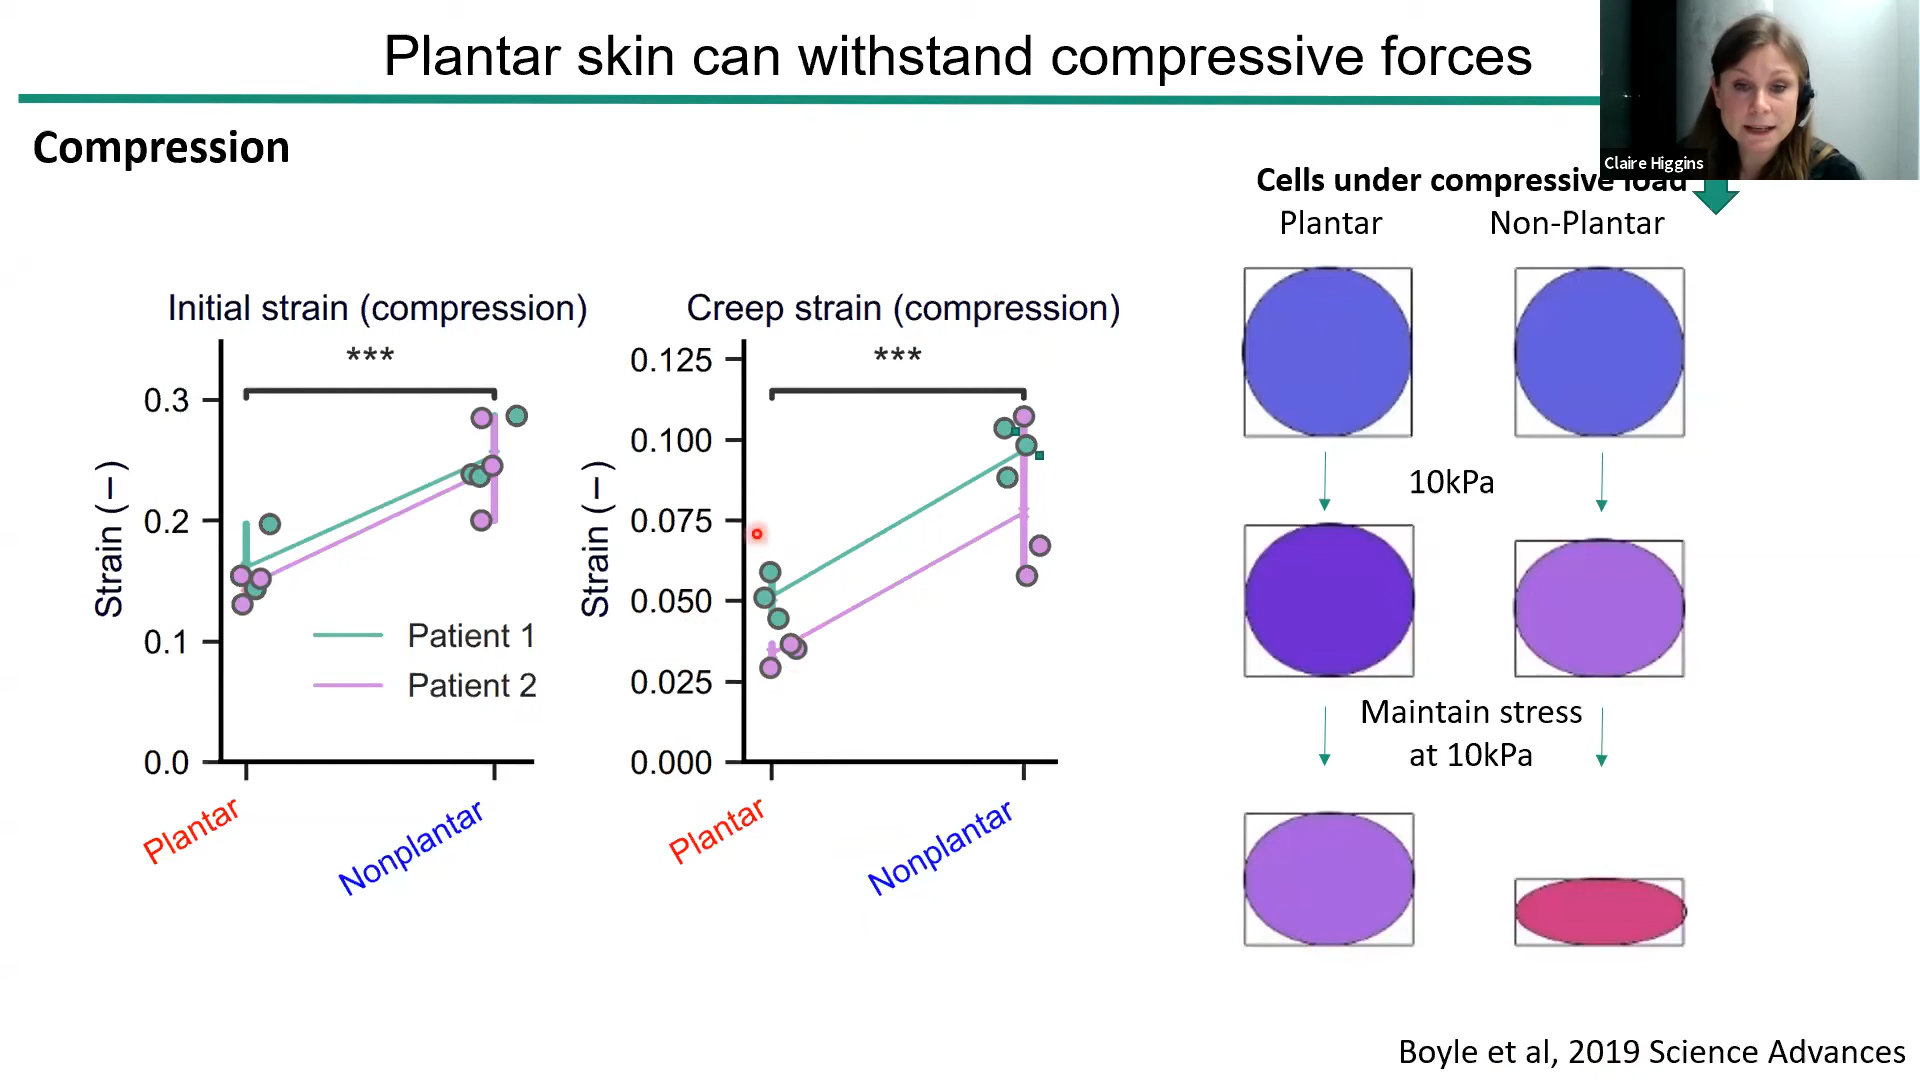 Plantar skin can withstand compressive forces
Claire Higgins
Compression
Cells under compressive load
Plantar
Non-Plantar
Initial strain (compression)
***
Strain (−)
0.3
0.2
0.1
0.0
Patient 1
Patient 2
Plantar
Nonplantar
Creep strain (compression)
***
Strain (−)
0.125
0.100
0.075
0.050
0.025
0.000
Plantar
Nonplantar
10kPa
Maintain stress
at 10kPa
Boyle et al, 2019 Science Advances